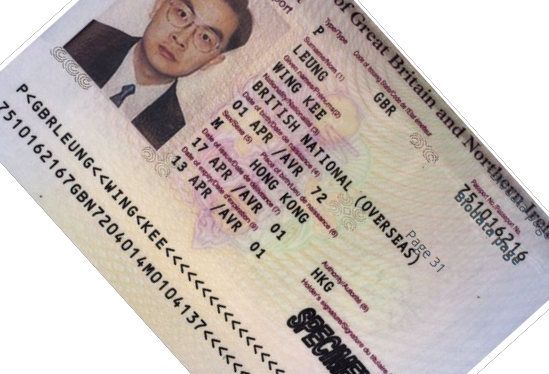 of Great Britain and Northern
port
Type/Type
Code of issuing State/Code de l'Etat émetteur
Passport No./Passeport No.
P
GBR
751016216
Surname/Nom (1)
LEUNG
Given names/Prénoms (2)
WING KEE
Nationality/Nationalité (3)
BRITISH NATIONAL (OVERSEAS)
Date of birth/Date de naissance (4)
01 APR /AVR 72
Sex/Sexe (5)
Place of birth/Lieu de naissance (6)
M
HONG KONG
Date of issue/Date de délivrance (7)
17 APR /AVR 01
Authority/Autorité (8)
HKG
Date of expiry/Date d'expiration (9)
13 APR /AVR 01
Holder's signature/Signature du titulaire
Page 31
SPECIMEN
P<GBRLEUNG<<WING<KEE<<<<<<<<<<<<<<<
7510162167GBN7204014M0104137<<<<<<